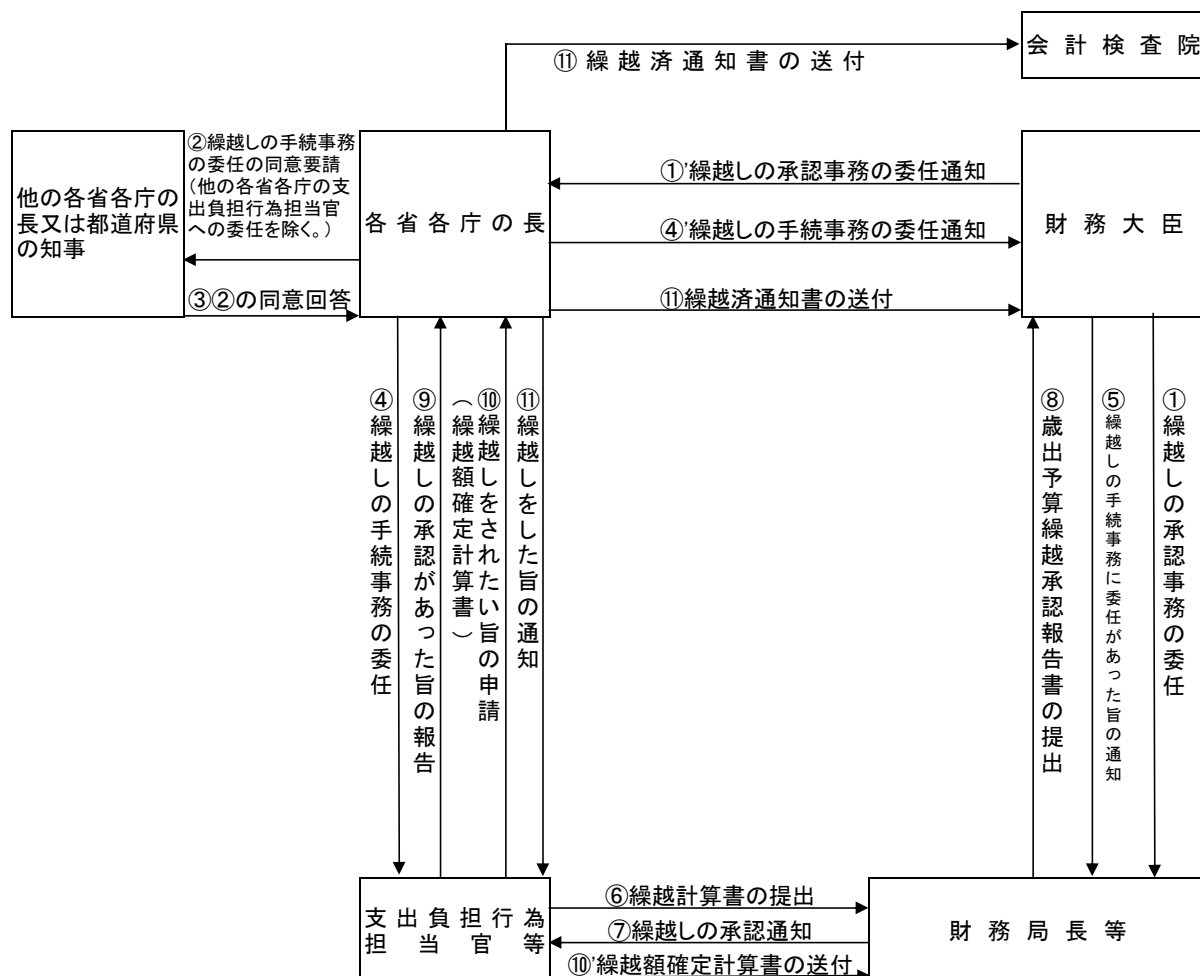 会計検査院
⑪繰越済通知書の送付
②繰越しの手続事務
の委任の同意要請
(他の各省各庁の支
出負担行為担当官
への委任を除く。)
他の各省各庁の
長又は都道府県
の知事
各省各庁の長
①'繰越しの承認事務の委任通知
④'繰越しの手続事務の委任通知
財務大臣
③②の同意回答
⑪繰越済通知書の送付
④繰越しの手続事務の委任
⑨繰越しの承認があった旨の報告
⑩繰越しをされたい旨の申請
(繰越額確定計算書)
⑪繰越しをした旨の通知
⑧歳出予算繰越承認報告書の提出
⑤繰越しの手続事務に委任があった旨の通知
①繰越しの承認事務の委任
支出負担行為
担当官等
⑥繰越計算書の提出
⑦繰越しの承認通知
⑩'繰越額確定計算書の送付
財務局長等